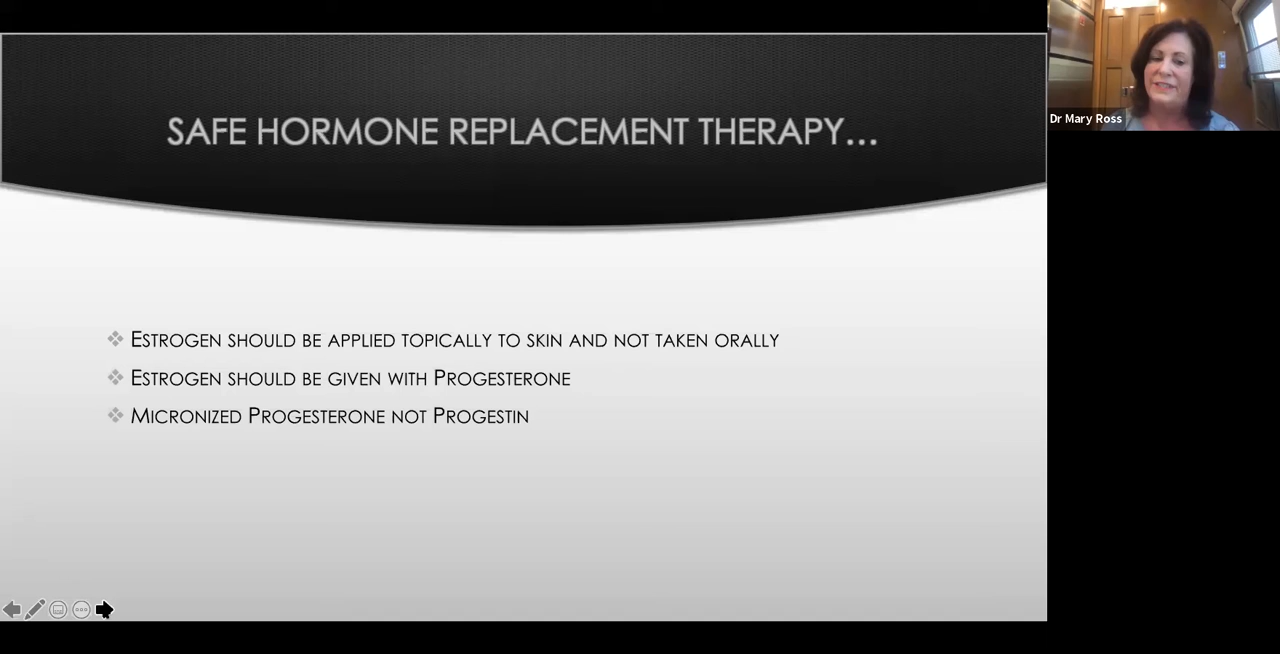 SAFE HORMONE REPLACEMENT THERAPY...
Dr Mary Ross
ESTROGEN SHOULD BE APPLIED TOPICALLY TO SKIN AND NOT TAKEN ORALLY
ESTROGEN SHOULD BE GIVEN WITH PROGESTERONE
MICRONIZED PROGESTERONE NOT PROGESTIN